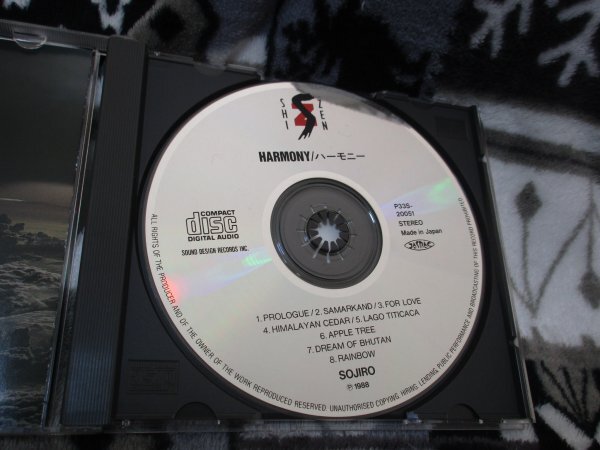 SHI ZEN
HARMONY/ハーモニー
P33S-
20051
STEREO
Made in Japan
COMPACT
disc
DIGITAL AUDIO
SOUND DESIGN RECORDS INC.
1. PROLOGUE/2. SAMARKAND/3. FOR LOVE
4. HIMALAYAN CEDAR/5. LAGO TITICACA
6. APPLE TREE
7. DREAM OF BHUTAN
8. RAINBOW
SOJIRO
Ⓟ1988
ALL RIGHTS OF THE PRODUCER AND OF THE OWNER OF THE WORK REPRODUCED RESERVED. UNAUTHORISED COPYING, HIRING, LENDING, PUBLIC PERFORMANCE AND BROADCASTING OF THIS RECORD PROHIBITED